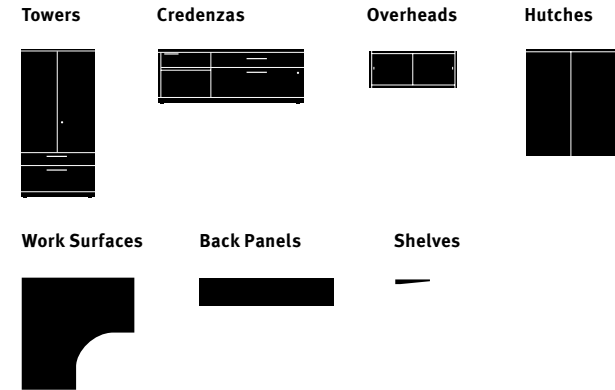 Towers
Credenzas
Overheads
Hutches
Work Surfaces
Back Panels
Shelves